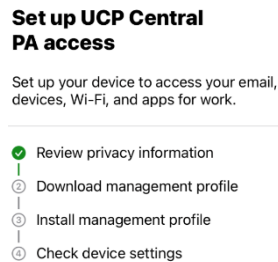 Set up UCP Central
PA access
Set up your device to access your email,
devices, Wi-Fi, and apps for work.
Review privacy information
2 Download management profile
3 Install management profile
4 Check device settings